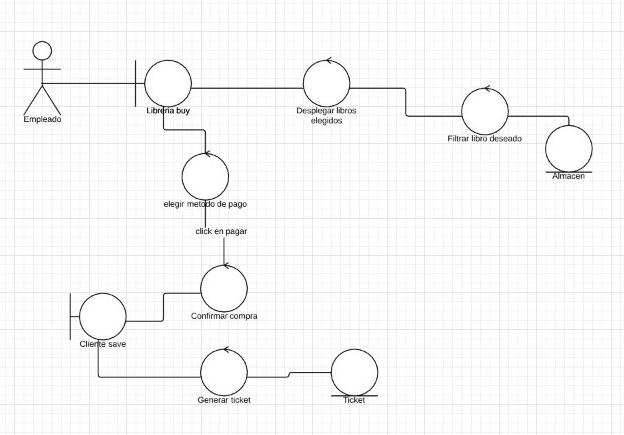 Empleado
Libreria buy
Desplegar libros
elegidos
Filtrar libro deseado
Almacen
elegir metodo de pago
click en pagar
Confirmar compra
Cliente save
Generar ticket
Ticket